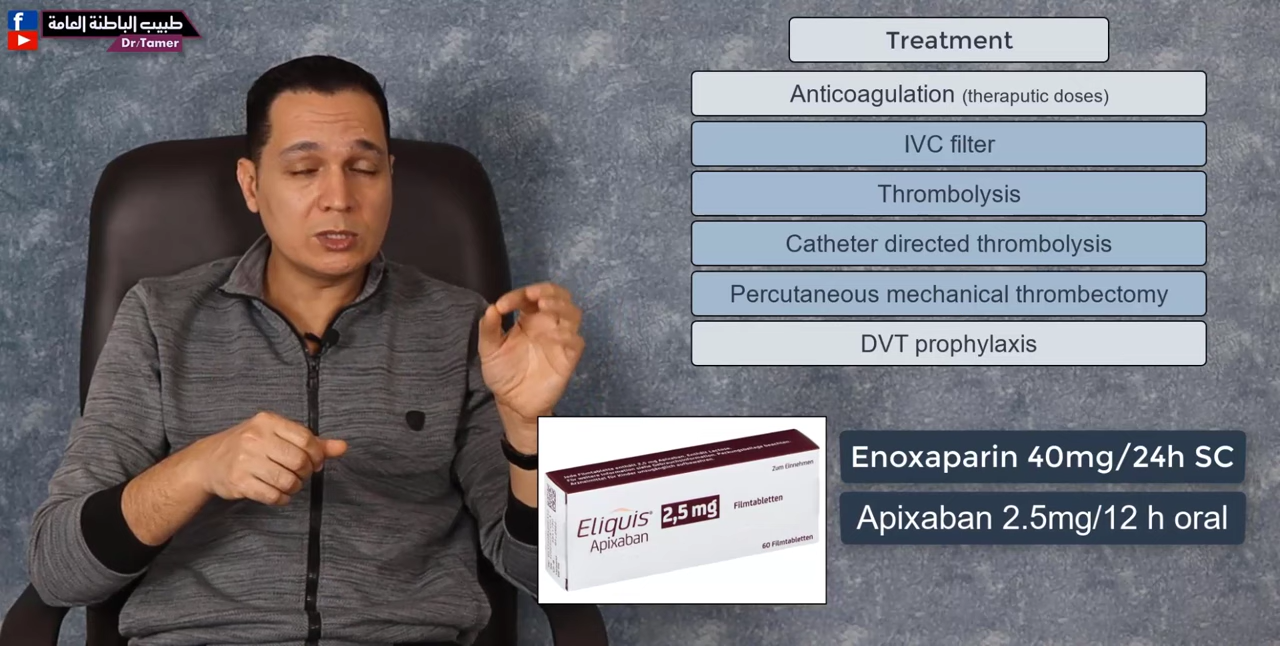 f
طبيب الباطنة العامة
Dr/Tamer
Treatment
Anticoagulation (theraputic doses)
IVC filter
Thrombolysis
Catheter directed thrombolysis
Percutaneous mechanical thrombectomy
DVT prophylaxis
Enoxaparin 40mg/24h SC
Apixaban 2.5mg/12 h oral
Zum Einnehmen
Eliquis® 2,5 mg Filmtabletten
Apixaban
60 Filmtabletten